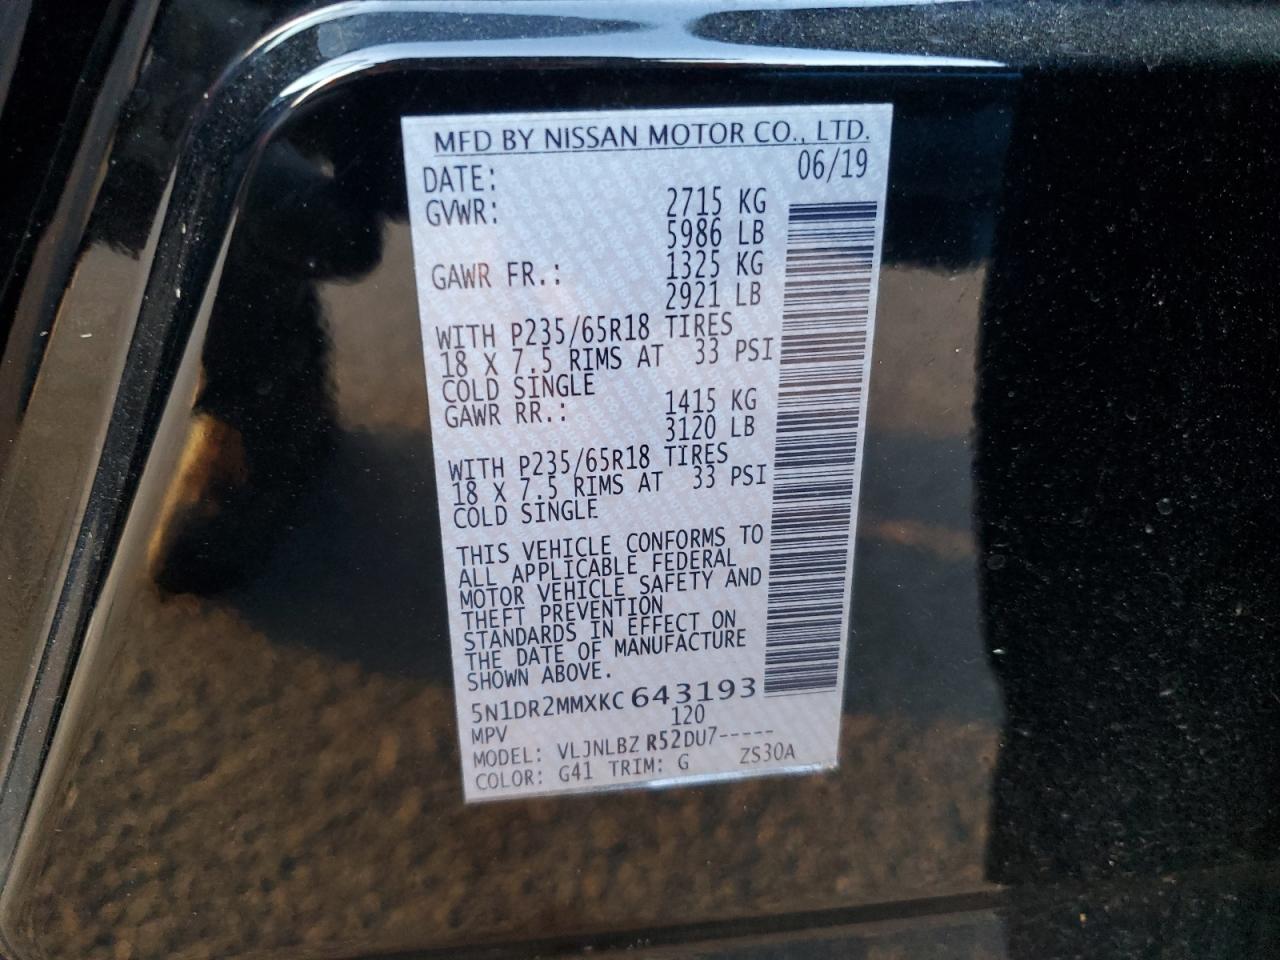 MFD BY NISSAN MOTOR CO., LTD.
DATE: 06/19
GVWR: 2715 KG
5986 LB
GAWR FR.: 1325 KG
2921 LB
WITH P235/65R18 TIRES
18 X 7.5 RIMS AT 33 PSI
COLD SINGLE
GAWR RR.: 1415 KG
3120 LB
WITH P235/65R18 TIRES
18 X 7.5 RIMS AT 33 PSI
COLD SINGLE
THIS VEHICLE CONFORMS TO
ALL APPLICABLE FEDERAL
MOTOR VEHICLE SAFETY AND
THEFT PREVENTION
STANDARDS IN EFFECT ON
THE DATE OF MANUFACTURE
SHOWN ABOVE.
5N1DR2MMXKC643193
MPV 120
MODEL: VLJNLBZ R52DU7-----
COLOR: G41 TRIM: G ZS30A